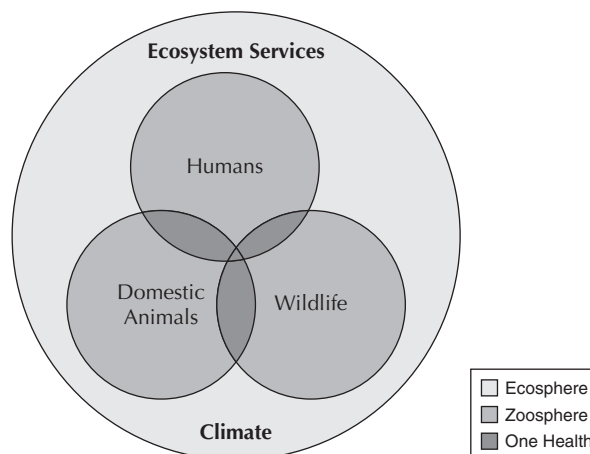 Ecosystem Services
Humans
Domestic
Animals
Wildlife
Climate
Ecosphere
Zoosphere
One Health